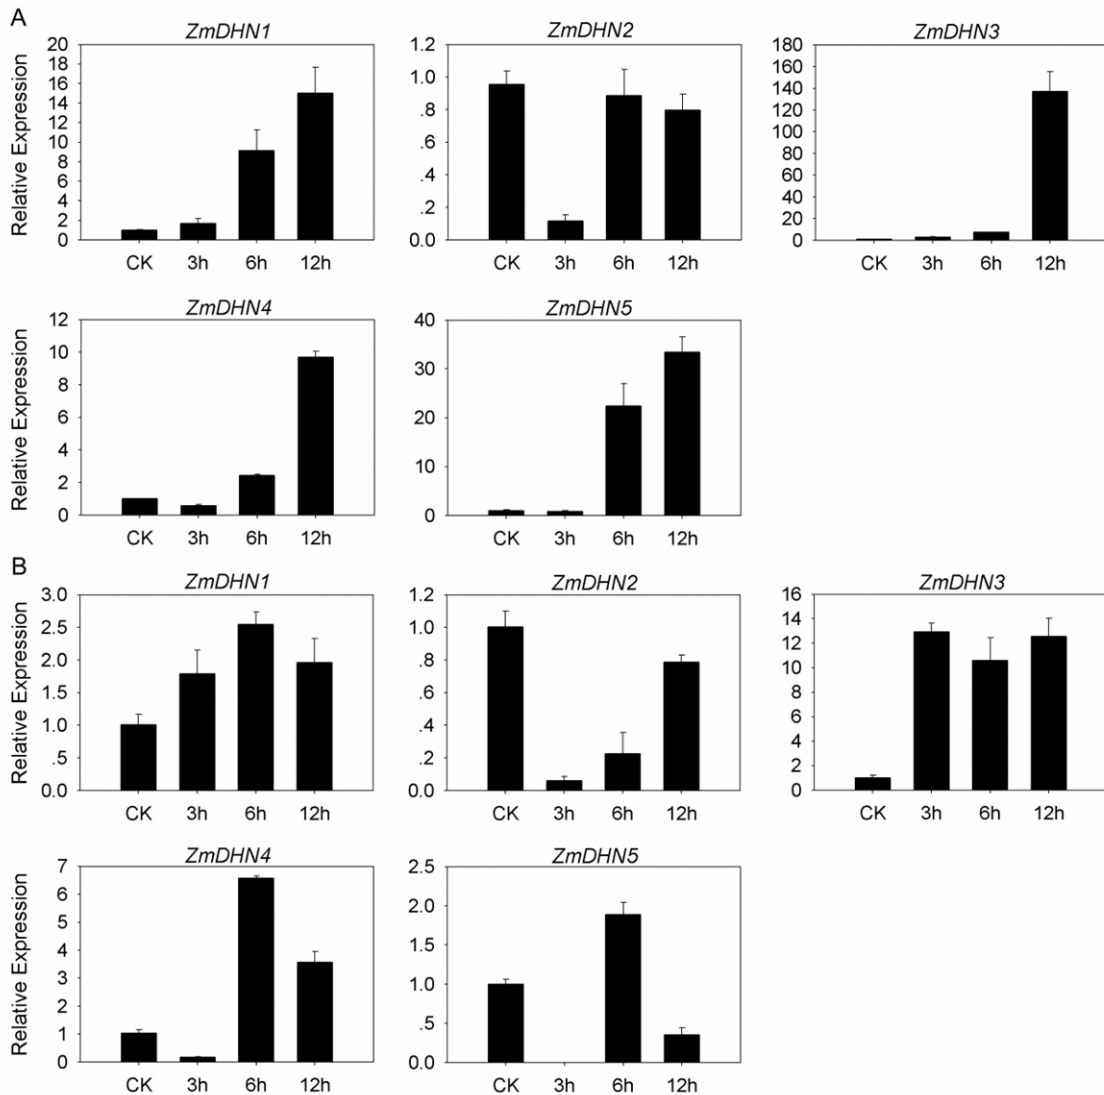 A
ZmDHN1 ZmDHN2 ZmDHN3
Relative Expression
20 1.2 180
18 1.0 160
16 .8 140
14 .6 120
12 .4 100
10 .2 80
8 0.0 60
6 40
4 20
2 0
0
CK 3h 6h 12h CK 3h 6h 12h CK 3h 6h 12h
ZmDHN4 ZmDHN5
Relative Expression
12 40
10 30
8 20
6 10
4 0
2
0
CK 3h 6h 12h CK 3h 6h 12h
B
ZmDHN1 ZmDHN2 ZmDHN3
Relative Expression
3.0 1.2 16
2.5 1.0 14
2.0 .8 12
1.5 .6 10
1.0 .4 8
.5 .2 6
0.0 0.0 4
2
0
CK 3h 6h 12h CK 3h 6h 12h CK 3h 6h 12h
ZmDHN4 ZmDHN5
Relative Expression
7 2.5
6 2.0
5 1.5
4 1.0
3 .5
2 0.0
1
0
CK 3h 6h 12h CK 3h 6h 12h